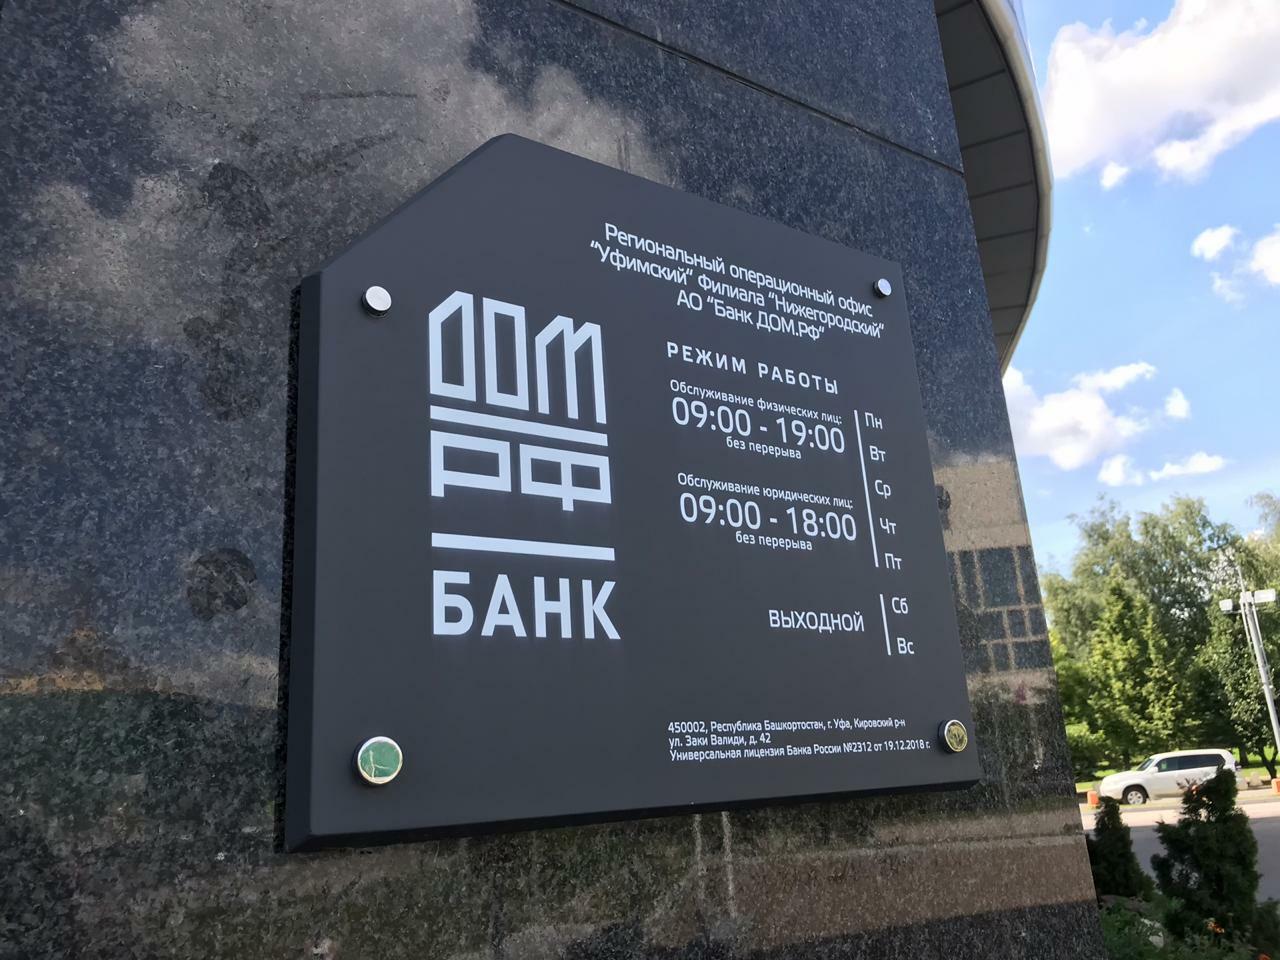 Региональный операционный офис
"Уфимский" Филиала "Нижегородский"
АО "Банк ДОМ.РФ"
ДОМ
РФ
БАНК
РЕЖИМ РАБОТЫ
Обслуживание физических лиц:
09:00 - 19:00
без перерыва
Обслуживание юридических лиц:
09:00 - 18:00
без перерыва
Пн
Вт
Ср
Чт
Пт
ВЫХОДНОЙ
Сб
Вс
450002, Республика Башкортостан, г. Уфа, Кировский р-н
ул. Заки Валиди, д. 42
Универсальная лицензия Банка России №2312 от 19.12.2018 г.